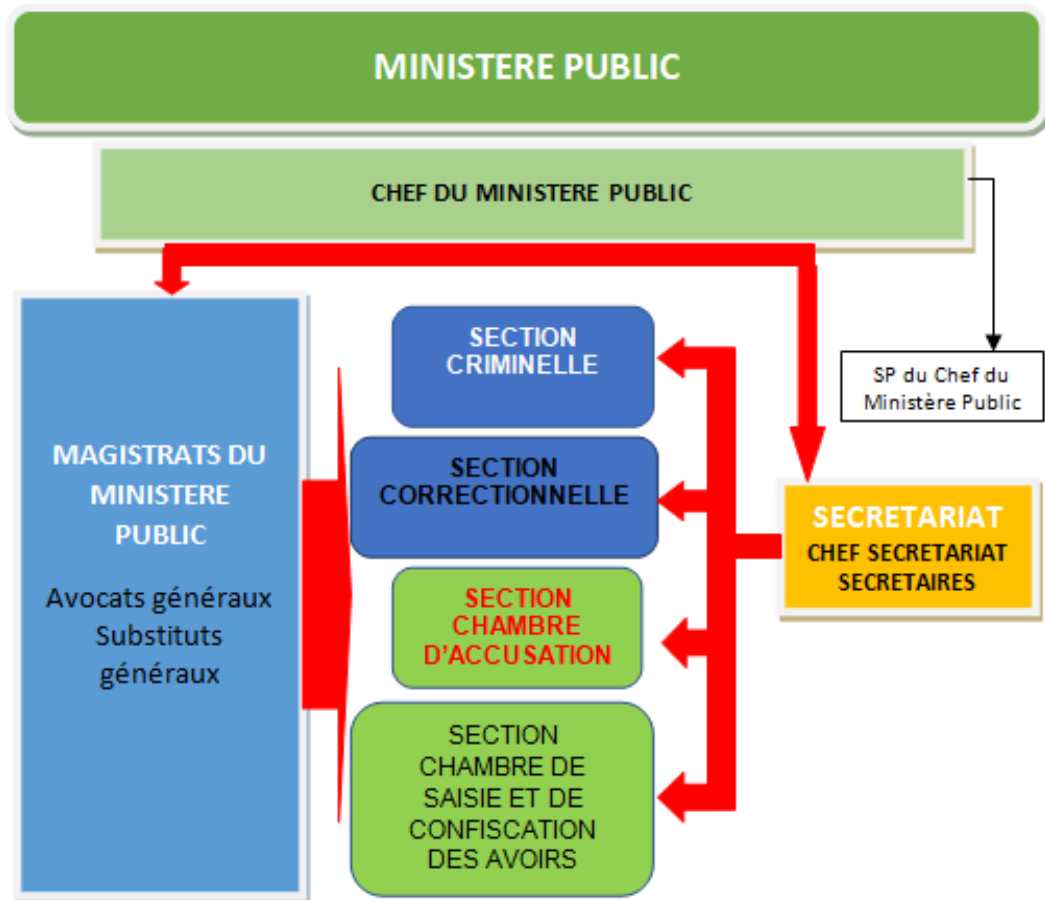 MINISTERE PUBLIC
CHEF DU MINISTERE PUBLIC
SP du Chef du
Ministère Public
MAGISTRATS DU
MINISTERE
PUBLIC
Avocats généraux
Substituts
généraux
SECTION
CRIMINELLE
SECTION
CORRECTIONNELLE
SECTION
CHAMBRE
D'ACCUSATION
SECTION
CHAMBRE DE
SAISIE ET DE
CONFISCATION
DES AVOIRS
SECRETARIAT
CHEF SECRETARIAT
SECRETAIRES